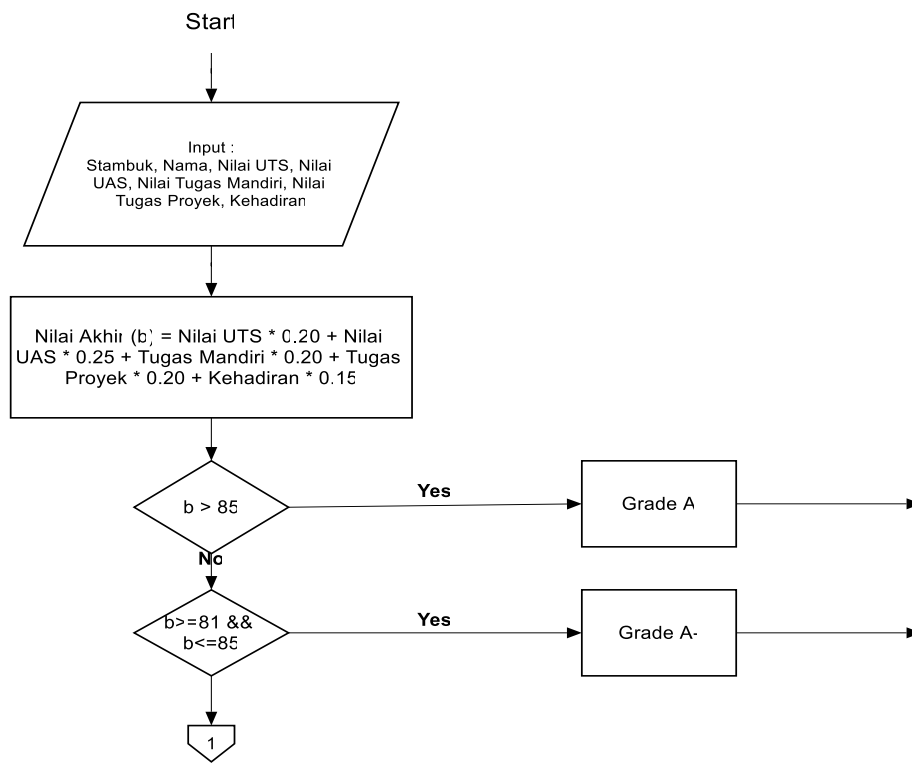 Start
Input :
Stambuk, Nama, Nilai UTS, Nilai
UAS, Nilai Tugas Mandiri, Nilai
Tugas Proyek, Kehadiran
Nilai Akhir (b) = Nilai UTS * 0.20 + Nilai
UAS * 0.25 + Tugas Mandiri * 0.20 + Tugas
Proyek * 0.20 + Kehadiran * 0.15
b > 85
Yes
Grade A
No
b>=81 &&
b<=85
Yes
Grade A-
1